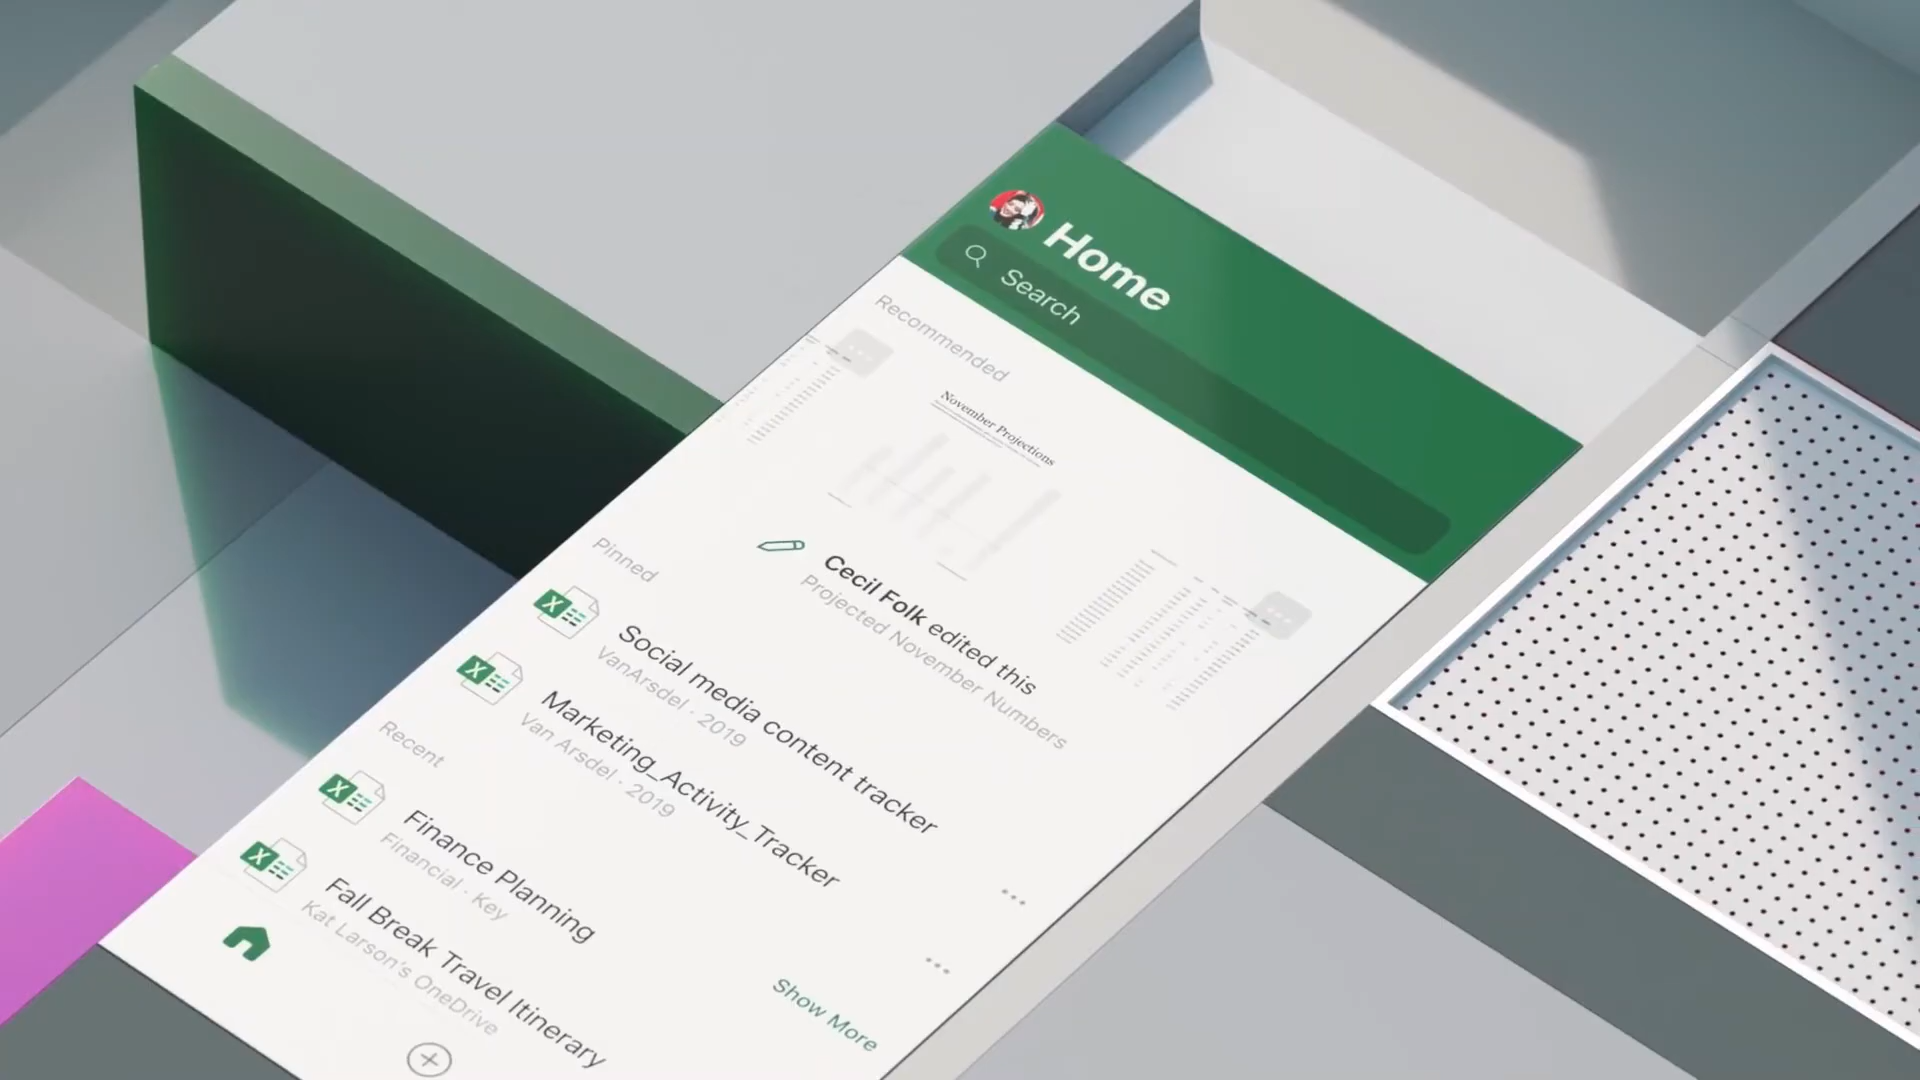 Home
Search
Recommended
November Projections
Cecil Folk edited this
Projected November Numbers
Pinned
Social media content tracker
VanArsdel · 2019
Marketing_Activity_Tracker
Van Arsdel · 2019
Recent
Finance Planning
Financial · Key
Fall Break Travel Itinerary
Kat Larson's OneDrive
Show More